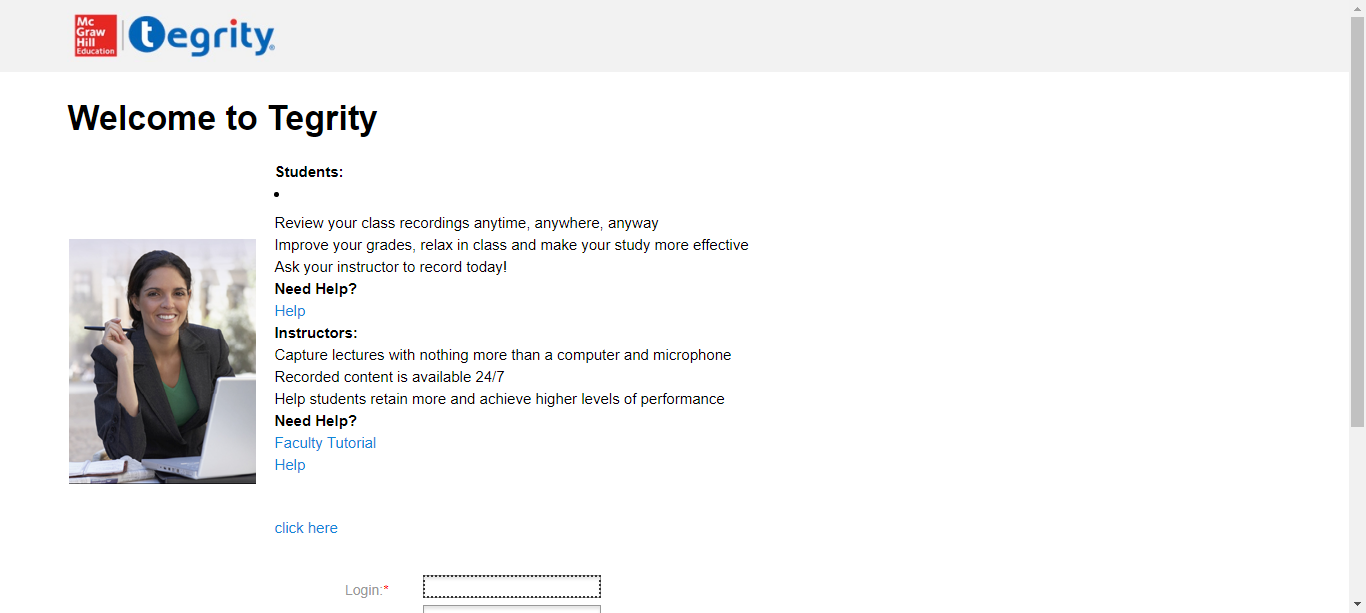 Mc
Graw
Hill
Education
tegrity
Welcome to Tegrity
Students:
Review your class recordings anytime, anywhere, anyway
Improve your grades, relax in class and make your study more effective
Ask your instructor to record today!
Need Help?
Help
Instructors:
Capture lectures with nothing more than a computer and microphone
Recorded content is available 24/7
Help students retain more and achieve higher levels of performance
Need Help?
Faculty Tutorial
Help
click here
Login:*